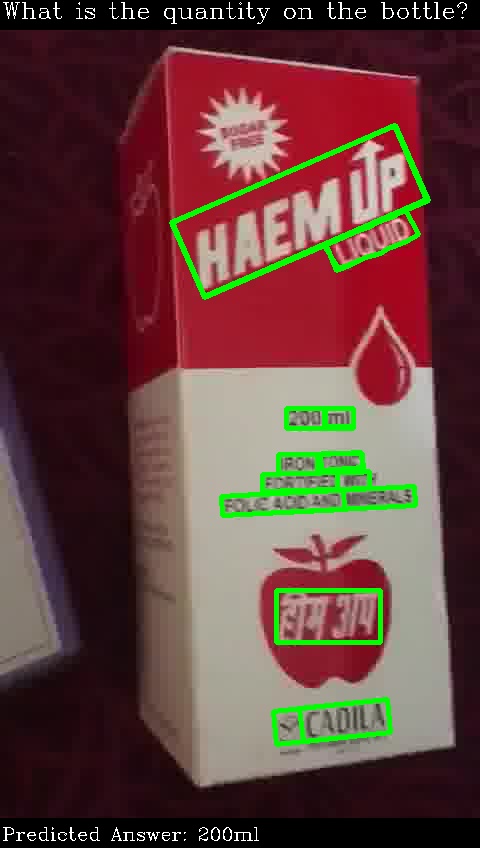 What is the quantity on the bottle?
SUGAR
FREE
HAEM UP
LIQUID
200 ml
IRON TONIC
FORTIFIED WITH
FOLIC ACID AND MINERALS
हीम अप
CADILA
Predicted Answer: 200ml